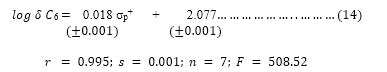 log δ C₆ = 0.018 σₚ⁺ + 2.077………………………(14)
(±0.001) (±0.001)
r = 0.995; s = 0.001; n = 7; F = 508.52